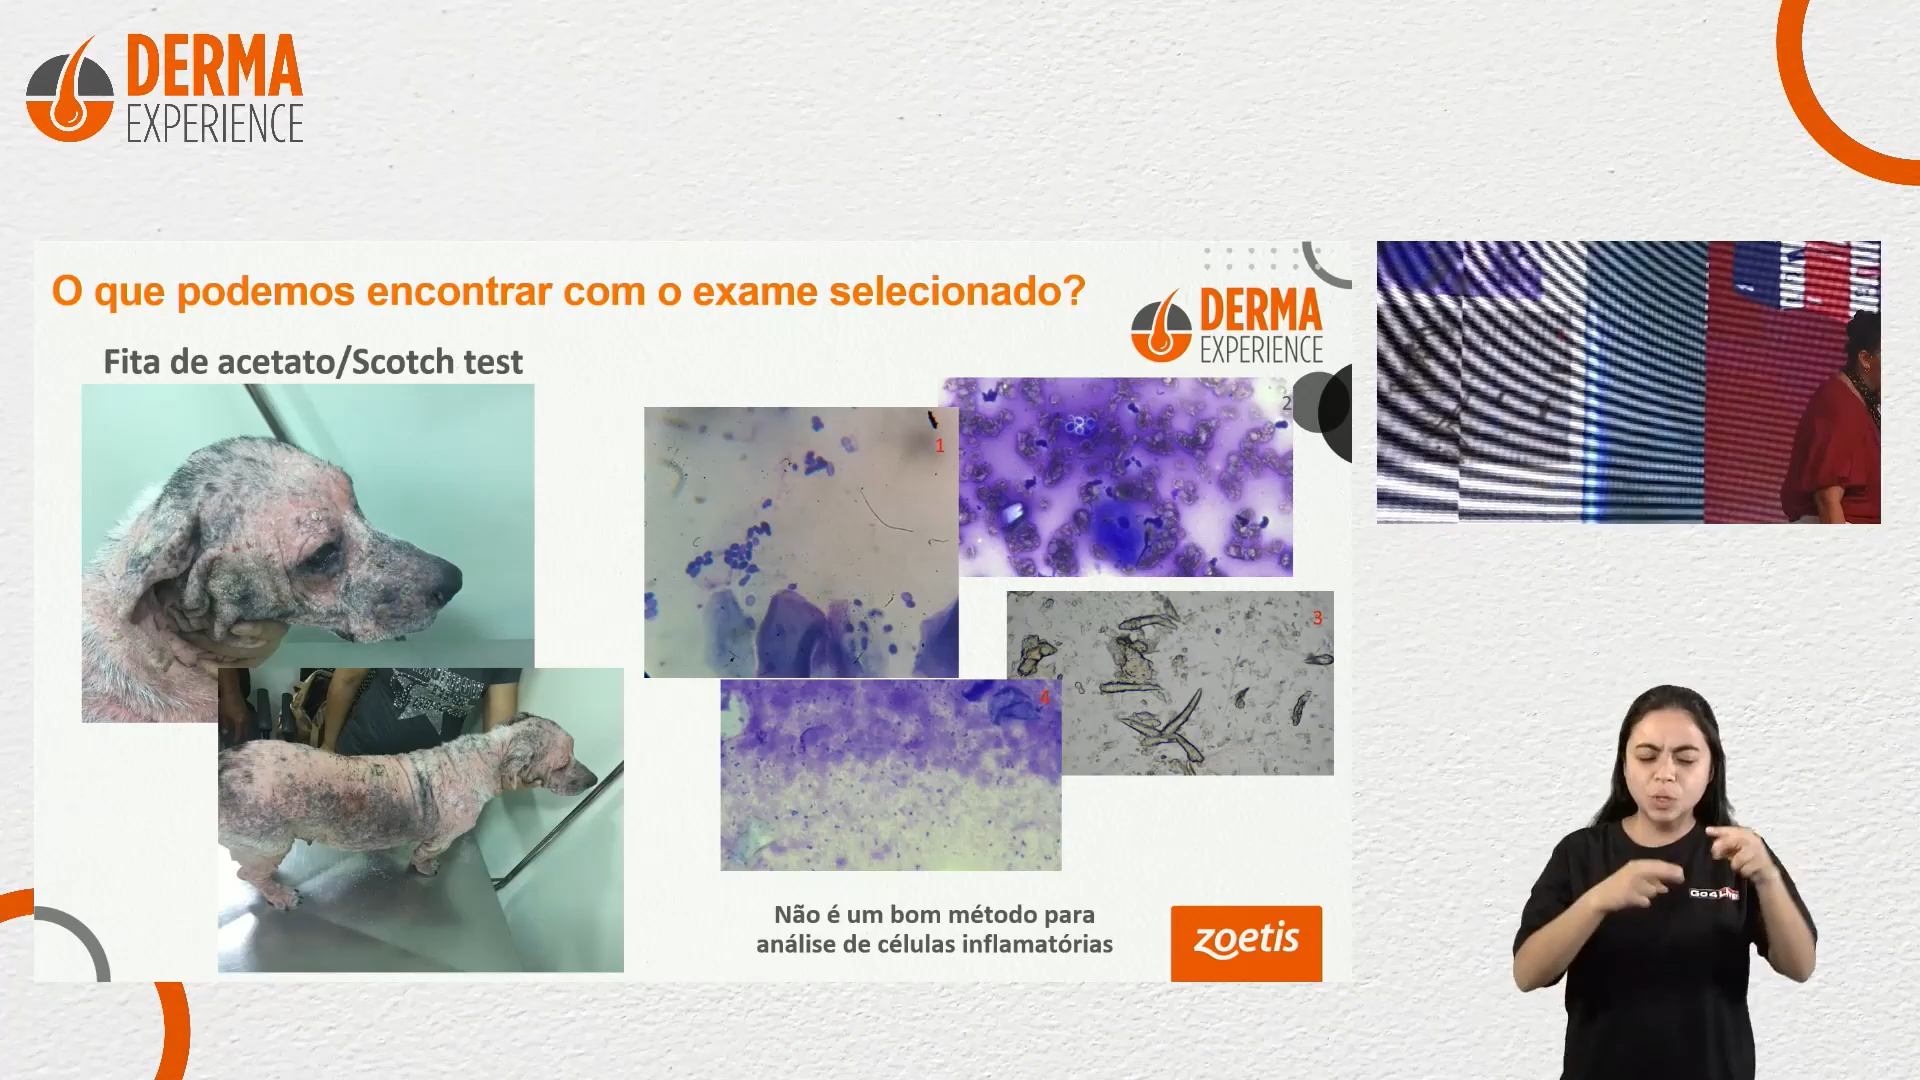 DERMA
EXPERIENCE
O que podemos encontrar com o exame selecionado?
DERMA
EXPERIENCE
Fita de acetato/Scotch test
1
2
3
4
Não é um bom método para
análise de células inflamatórias
zoetis